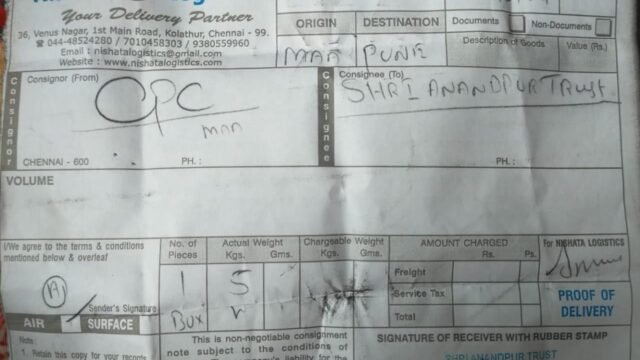 Your Delivery Partner
36, Venus Nagar, 1st Main Road, Kolathur, Chennai - 99.
☎ 044-48524280 / 7010458303 / 9380559960
Email : nishatalogistics@gmail.com
Website : www.nishatalogistics.com
ORIGIN DESTINATION Documents Non-Documents
MAA PUNE Description of Goods Value (Rs.)
Consignor Consignor (From) Consignee Consignee (To)
OPC SHRI ANANDPUR TRUST
MAA
CHENNAI - 600 PH. : PH. :
VOLUME
I/We agree to the terms & conditions mentioned below & overleaf
No. of Pieces Actual Weight Kgs. Gms. Chargeable Weight Kgs. Gms. AMOUNT CHARGED Rs. Ps. For NISHATA LOGISTICS
1 5 Freight
Sender's Signature Service Tax PROOF OF DELIVERY
Box Total
AIR SURFACE
Note : This is non-negotiable consignment SIGNATURE OF RECEIVER WITH RUBBER STAMP
1. Retain this copy for your records note subject to the conditions of SHRI ANANDPUR TRUST